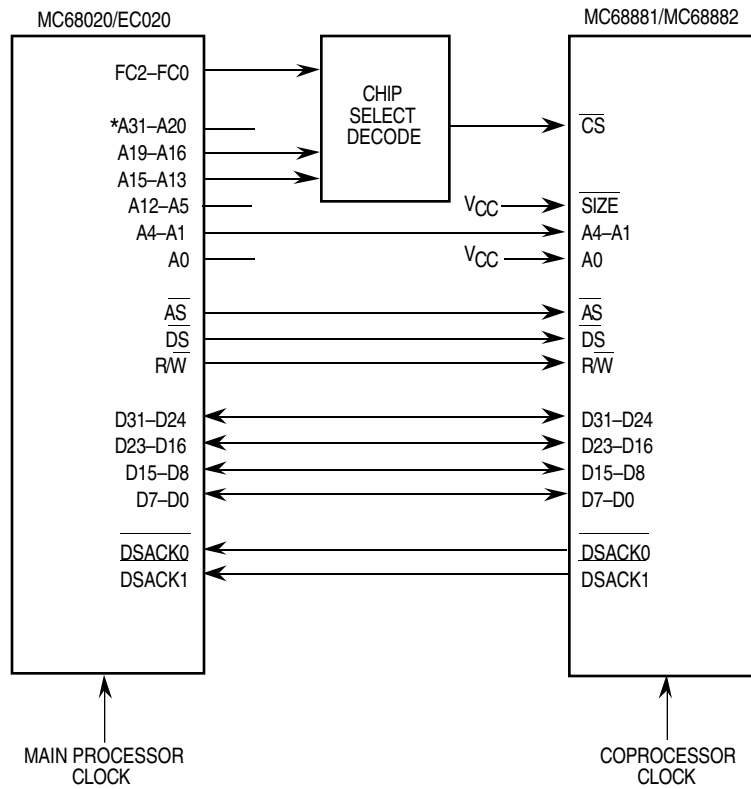 MC68020/EC020
MC68881/MC68882
FC2–FC0
*A31–A20
A19–A16
A15–A13
A12–A5
A4–A1
A0
AS
DS
R/W
D31–D24
D23–D16
D15–D8
D7–D0
DSACK0
DSACK1
CHIP
SELECT
DECODE
VCC
VCC
CS
SIZE
A4–A1
A0
AS
DS
R/W
D31–D24
D23–D16
D15–D8
D7–D0
DSACK0
DSACK1
MAIN PROCESSOR
CLOCK
COPROCESSOR
CLOCK